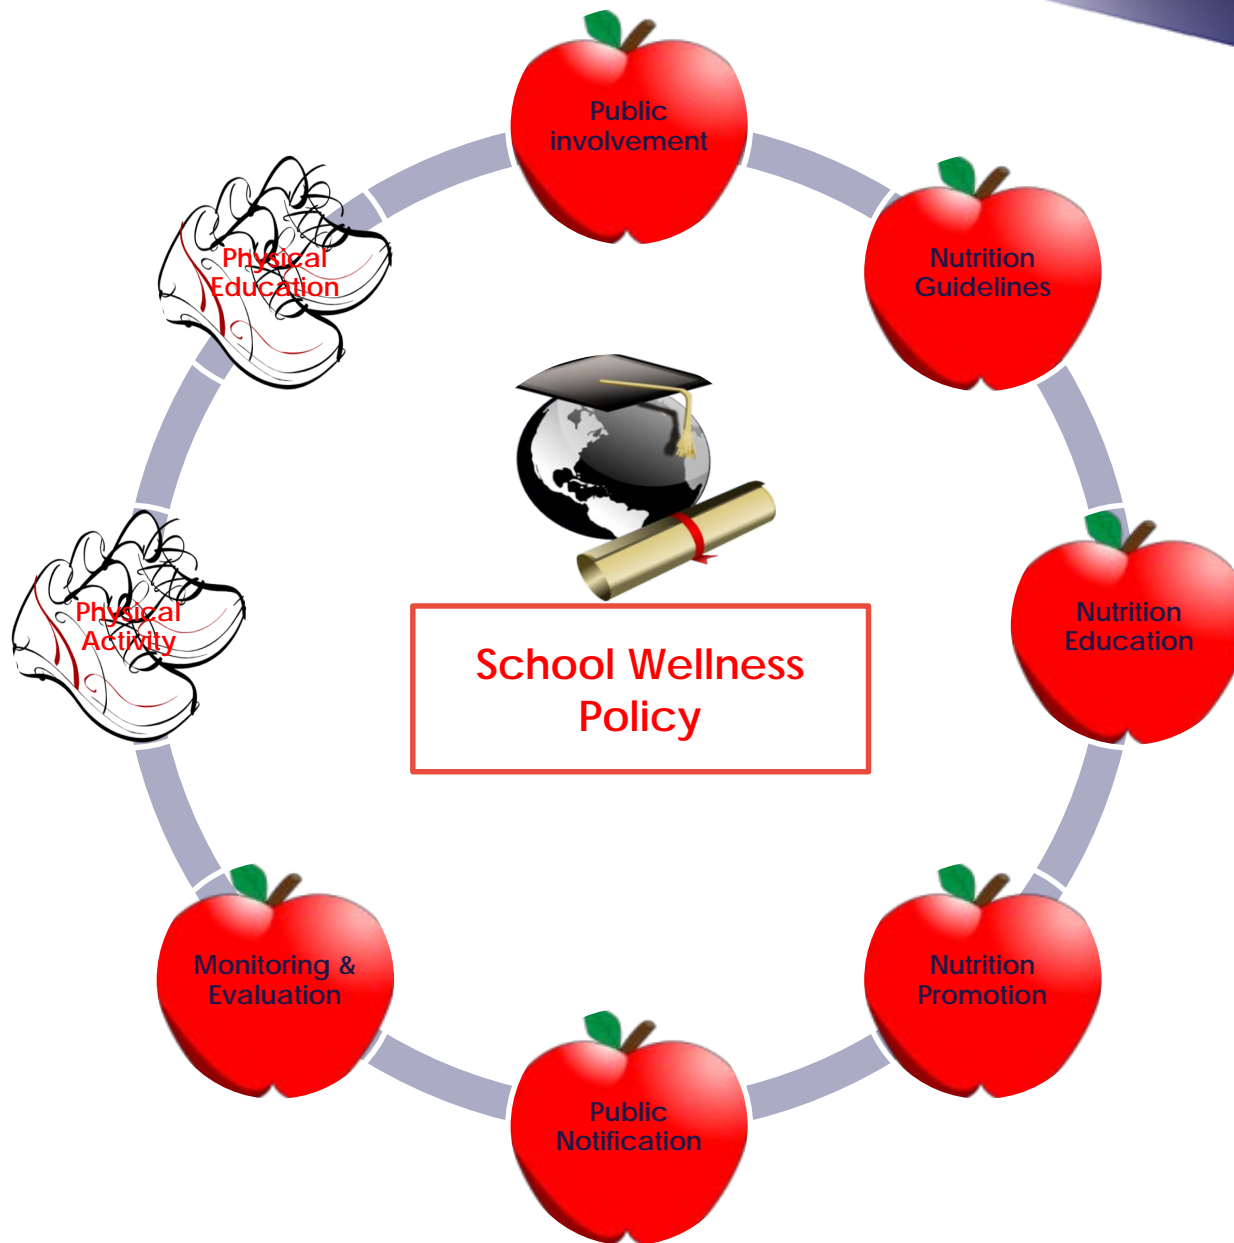 Public
involvement
Nutrition
Guidelines
Nutrition
Education
Nutrition
Promotion
Public
Notification
Monitoring &
Evaluation
Physical
Activity
Physical
Education
School Wellness
Policy